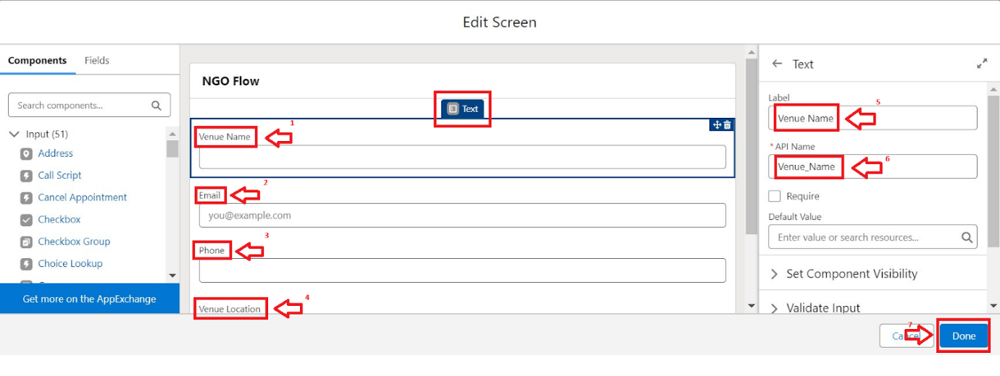 Edit Screen
Components Fields
Search components...
Input (51)
Address
Call Script
Cancel Appointment
Checkbox
Checkbox Group
Choice Lookup
Get more on the AppExchange
NGO Flow
Text
Venue Name 1
Email 2
you@example.com
Phone 3
Venue Location 4
Text
Label
Venue Name 5
* API Name
Venue_Name 6
Require
Default Value
Enter value or search resources...
Set Component Visibility
Validate Input
Cancel 7 Done